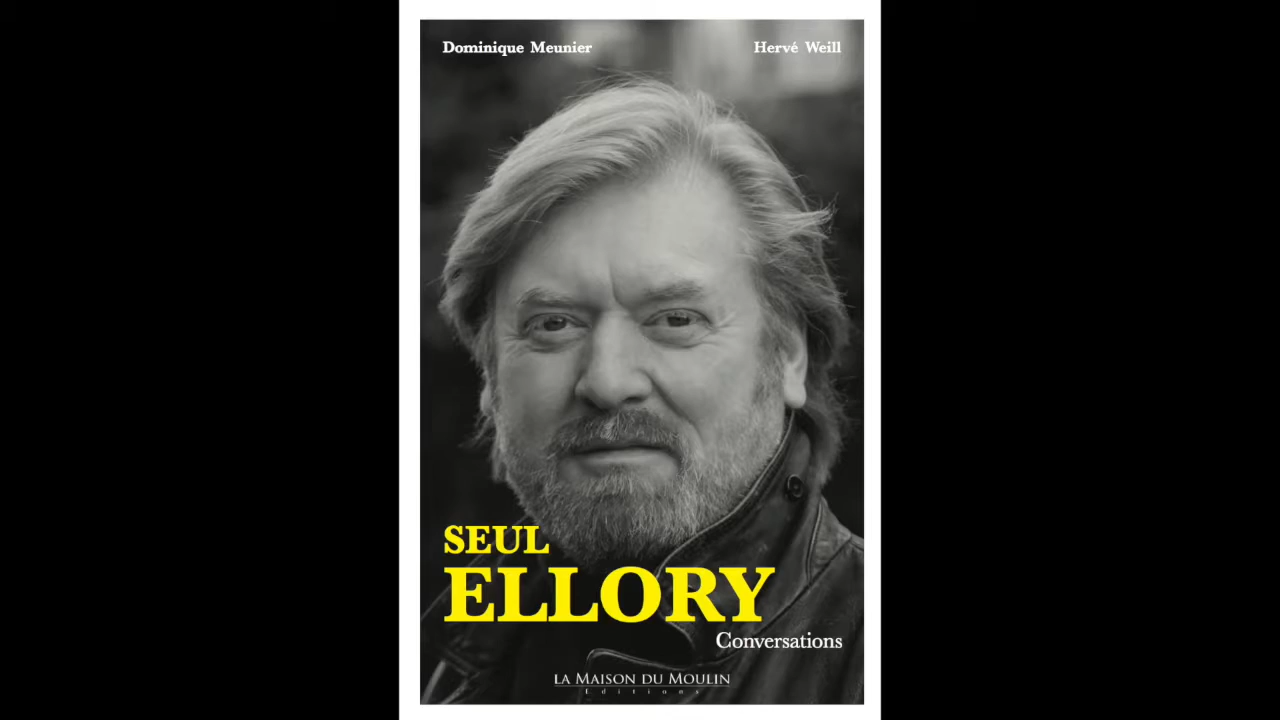 Dominique Meunier Hervé Weill
SEUL
ELLORY
Conversations
LA MAISON DU MOULIN
Editions